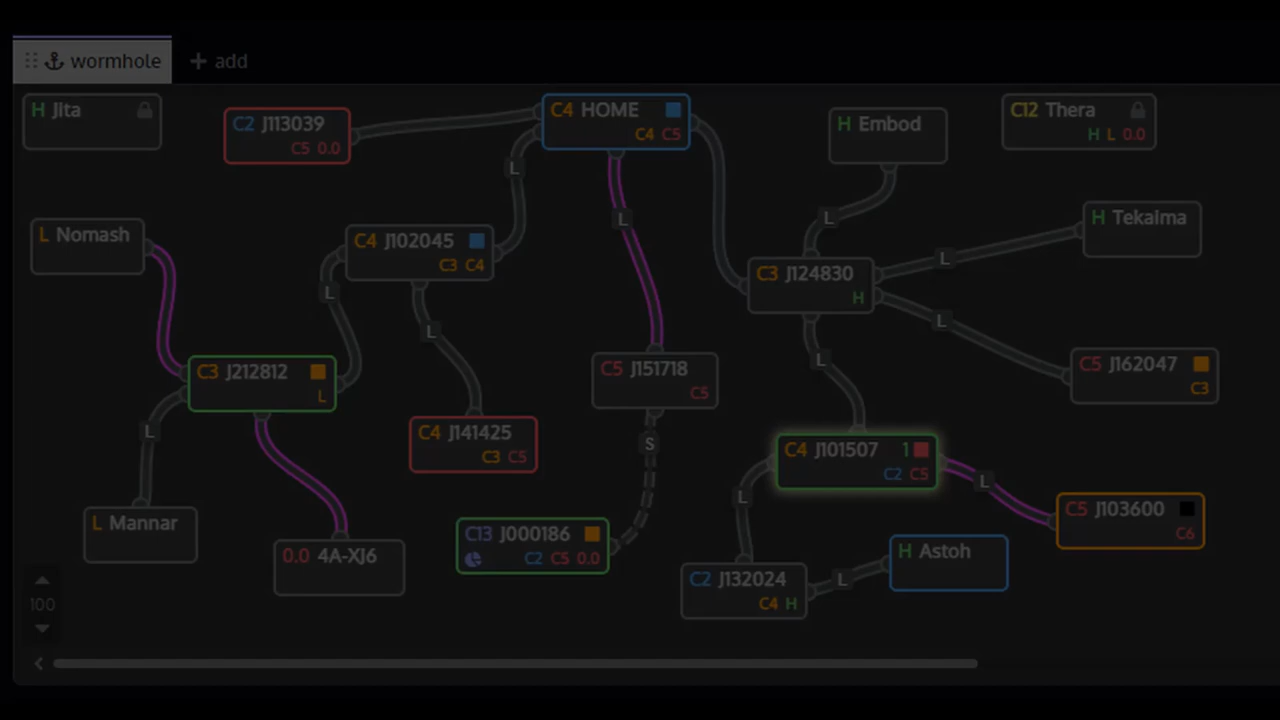 wormhole + add
H Jita
C2 J113039
C5 0.0
C4 HOME
C4 C5
H Embod
C12 Thera
H L 0.0
L
L Nomash
C4 J102045
C3 C4
L
L
H Tekaima
L
C3 J124830
H
L
L
L
C3 J212812
L
L
C5 J151718
C5
L
C5 J162047
C3
L
C4 J141425
C3 C5
S
C4 J101507 1
C2 C5
L
L
L Mannar
0.0 4A-XJ6
C13 J000186
C2 C5 0.0
C5 J103600
C6
C2 J132024
C4 H
L
H Astoh
100